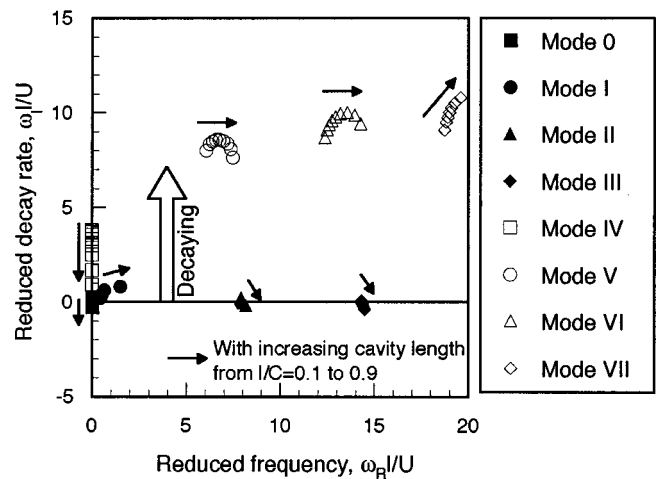 15
10
5
0
-5
0
5
10
15
20
Reduced decay rate, ω_I l/U
Reduced frequency, ω_R l/U
Decaying
With increasing cavity length
from l/C=0.1 to 0.9
Mode 0
Mode I
Mode II
Mode III
Mode IV
Mode V
Mode VI
Mode VII